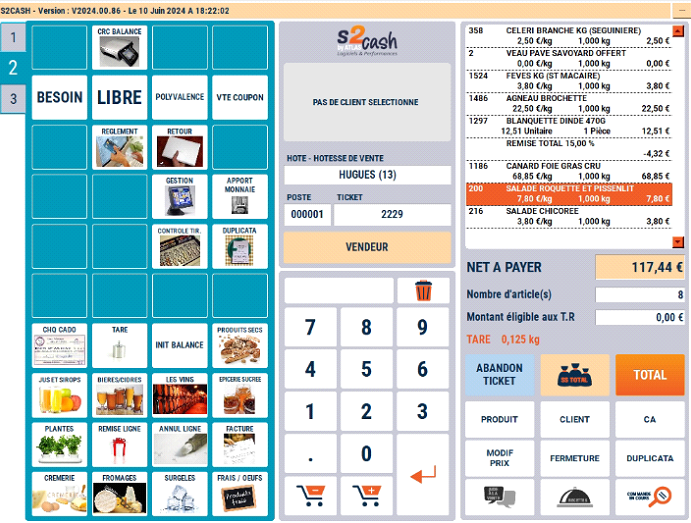 S2CASH - Version : V2024.00.86 - Le 10 Juin 2024 A 18:22:02
1
2
3
CRC BALANCE
BESOIN
LIBRE
POLYVALENCE
VTE COUPON
REGLEMENT
RETOUR
GESTION
APPORT MONNAIE
CONTROLE TIR.
DUPLICATA
CHQ CADO
TARE
INIT BALANCE
PRODUITS SECS
JUS ET SIROPS
BIERES/CIDRES
LES VINS
EPICERIE SUCREE
PLANTES
REMISE LIGNE
ANNUL LIGNE
FACTURE
CREMERIE
FROMAGES
SURGELES
FRAIS / OEUFS
Produits frais
S2cash
by ATLAS
Logiciels & Performances
PAS DE CLIENT SELECTIONNE
HOTE - HOTESSE DE VENTE
HUGUES (13)
POSTE TICKET
000001 2229
VENDEUR
7 8 9
4 5 6
1 2 3
. 0
358 CELERI BRANCHE KG (SEGUINIERE)
2,50 €/kg 1,000 kg 2,50 €
2 VEAU PAVE SAVOYARD OFFERT
0,00 €/kg 1,000 kg 0,00 €
1524 FEVES KG (ST MACAIRE)
3,80 €/kg 1,000 kg 3,80 €
1486 AGNEAU BROCHETTE
22,50 €/kg 1,000 kg 22,50 €
1297 BLANQUETTE DINDE 470G
12,51 Unitaire 1 Pièce 12,51 €
REMISE TOTAL 15,00 %
-4,32 €
1186 CANARD FOIE GRAS CRU
68,85 €/kg 1,000 kg 68,85 €
200 SALADE ROQUETTE ET PISSENLIT
7,80 €/kg 1,000 kg 7,80 €
216 SALADE CHICOREE
3,80 €/kg 1,000 kg 3,80 €
NET A PAYER 117,44 €
Nombre d'article(s) 8
Montant éligible aux T.R 0,00 €
TARE 0,125 kg
ABANDON TICKET
SS TOTAL
TOTAL
PRODUIT
CLIENT
CA
MODIF PRIX
FERMETURE
DUPLICATA
COMMANDE
EN COURS